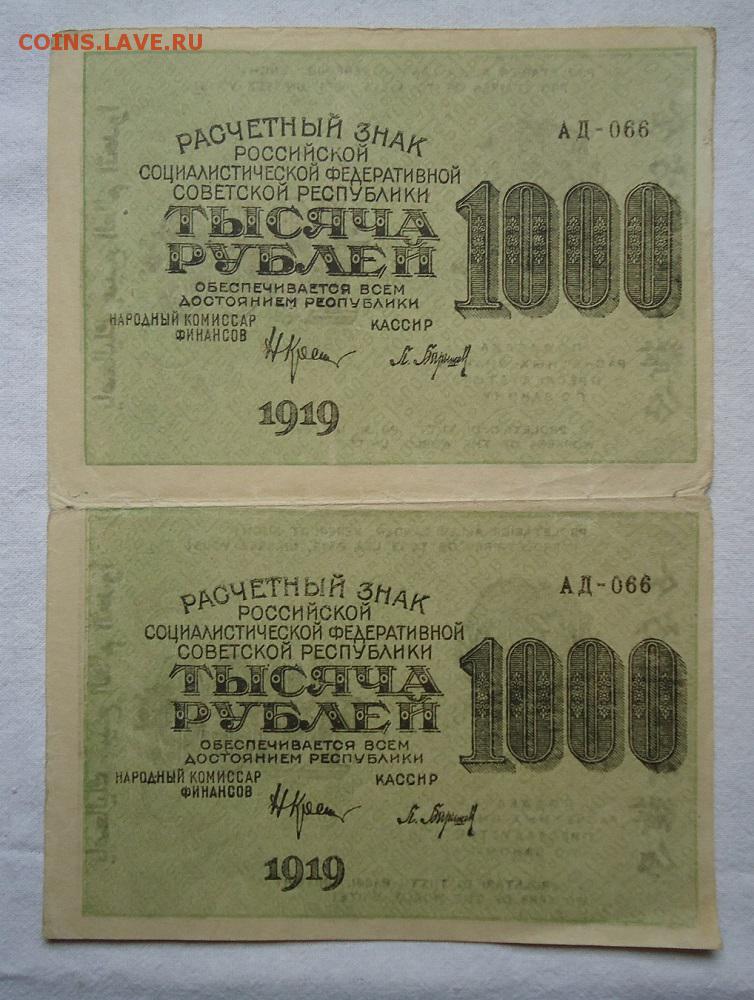 COINS.LAVE.RU
АД-066
РАСЧЕТНЫЙ ЗНАК
РОССИЙСКОЙ
СОЦИАЛИСТИЧЕСКОЙ ФЕДЕРАТИВНОЙ
СОВЕТСКОЙ РЕСПУБЛИКИ
ТЫСЯЧА
РУБЛЕЙ
1000
ОБЕСПЕЧИВАЕТСЯ ВСЕМ
ДОСТОЯНИЕМ РЕСПУБЛИКИ
НАРОДНЫЙ КОМИССАР
ФИНАНСОВ
КАССИР
1919
АД-066
РАСЧЕТНЫЙ ЗНАК
РОССИЙСКОЙ
СОЦИАЛИСТИЧЕСКОЙ ФЕДЕРАТИВНОЙ
СОВЕТСКОЙ РЕСПУБЛИКИ
ТЫСЯЧА
РУБЛЕЙ
1000
ОБЕСПЕЧИВАЕТСЯ ВСЕМ
ДОСТОЯНИЕМ РЕСПУБЛИКИ
НАРОДНЫЙ КОМИССАР
ФИНАНСОВ
КАССИР
1919